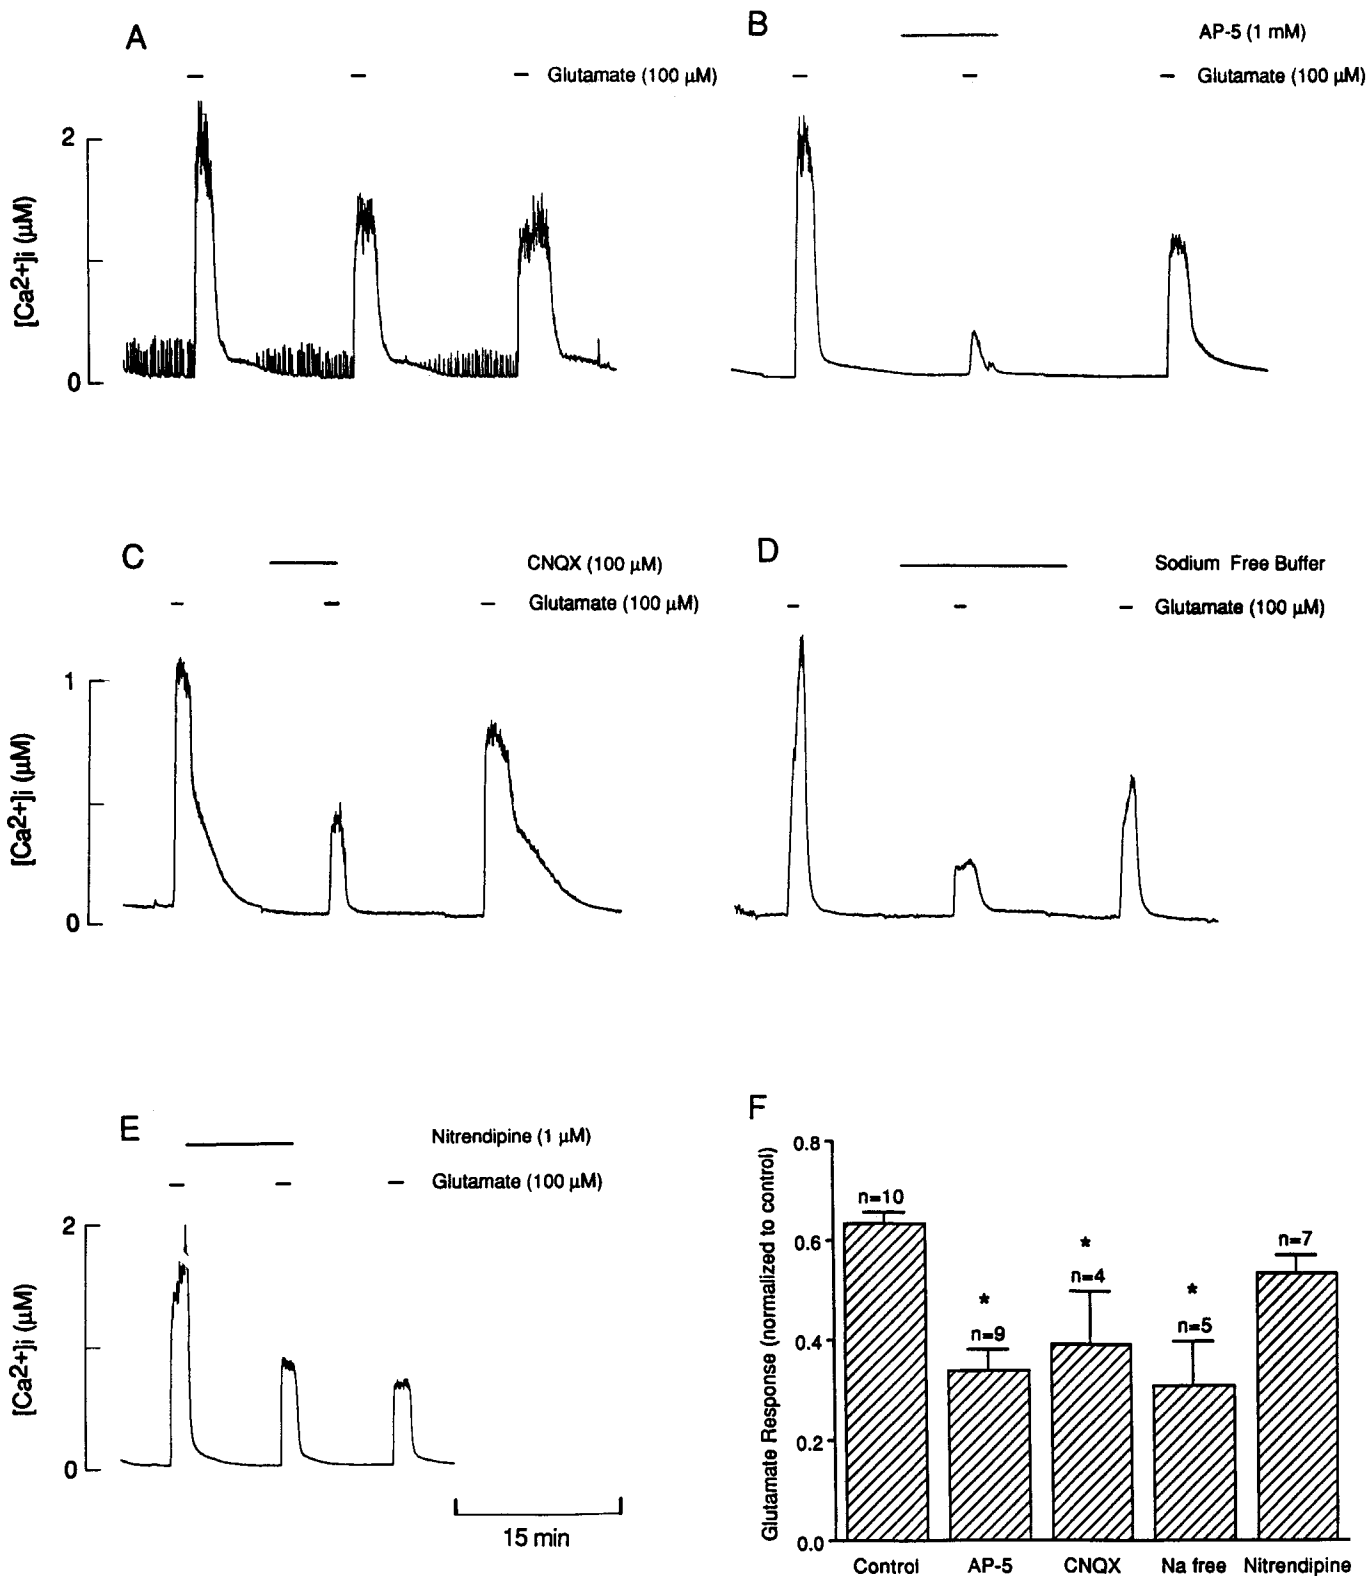 A
Glutamate (100 µM)
[Ca2+]i (µM)
2
0
B
AP-5 (1 mM)
Glutamate (100 µM)
C
CNQX (100 µM)
Glutamate (100 µM)
[Ca2+]i (µM)
1
0
D
Sodium Free Buffer
Glutamate (100 µM)
E
Nitrendipine (1 µM)
Glutamate (100 µM)
[Ca2+]i (µM)
2
0
15 min
F
Glutamate Response (normalized to control)
0.8
0.6
0.4
0.2
0.0
n=10
*
n=9
*
n=4
*
n=5
n=7
Control AP-5 CNQX Na free Nitrendipine